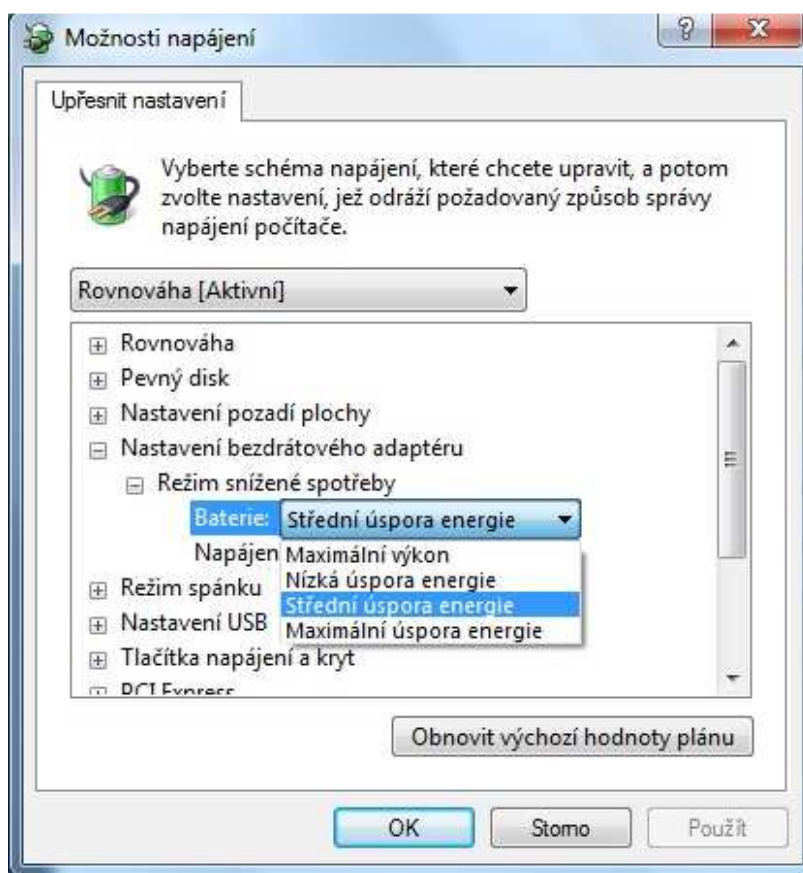 Možnosti napájení
Upřesnit nastavení
Vyberte schéma napájení, které chcete upravit, a potom
zvolte nastavení, jež odráží požadovaný způsob správy
napájení počítače.
Rovnováha [Aktivní]
Rovnováha
Pevný disk
Nastavení pozadí plochy
Nastavení bezdrátového adaptéru
Režim snížené spotřeby
Baterie: Střední úspora energie
Napájen
Maximální výkon
Nízká úspora energie
Střední úspora energie
Maximální úspora energie
Režim spánku
Nastavení USB
Tlačítka napájení a kryt
PCI Express
Obnovit výchozí hodnoty plánu
OK
Storno
Použít